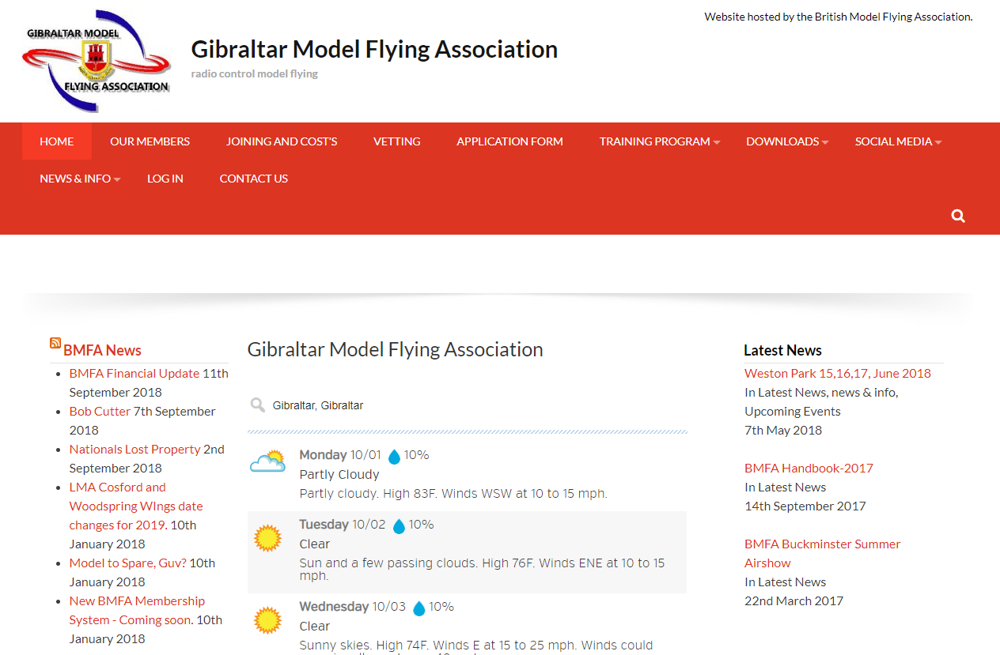 Website hosted by the British Model Flying Association.
GIBRALTAR MODEL
FLYING ASSOCIATION
Gibraltar Model Flying Association
radio control model flying
HOME
OUR MEMBERS
JOINING AND COST'S
VETTING
APPLICATION FORM
TRAINING PROGRAM
DOWNLOADS
SOCIAL MEDIA
NEWS & INFO
LOG IN
CONTACT US
BMFA News
BMFA Financial Update 11th
September 2018
Bob Cutter 7th September
2018
Nationals Lost Property 2nd
September 2018
LMA Cosford and
Woodspring WIngs date
changes for 2019. 10th
January 2018
Model to Spare, Guv? 10th
January 2018
New BMFA Membership
System - Coming soon. 10th
January 2018
Gibraltar Model Flying Association
Gibraltar, Gibraltar
Monday 10/01 10%
Partly Cloudy
Partly cloudy. High 83F. Winds WSW at 10 to 15 mph.
Tuesday 10/02 10%
Clear
Sun and a few passing clouds. High 76F. Winds ENE at 10 to 15
mph.
Wednesday 10/03 10%
Clear
Sunny skies. High 74F. Winds E at 15 to 25 mph. Winds could
Latest News
Weston Park 15,16,17, June 2018
In Latest News, news & info,
Upcoming Events
7th May 2018
BMFA Handbook-2017
In Latest News
14th September 2017
BMFA Buckminster Summer
Airshow
In Latest News
22nd March 2017